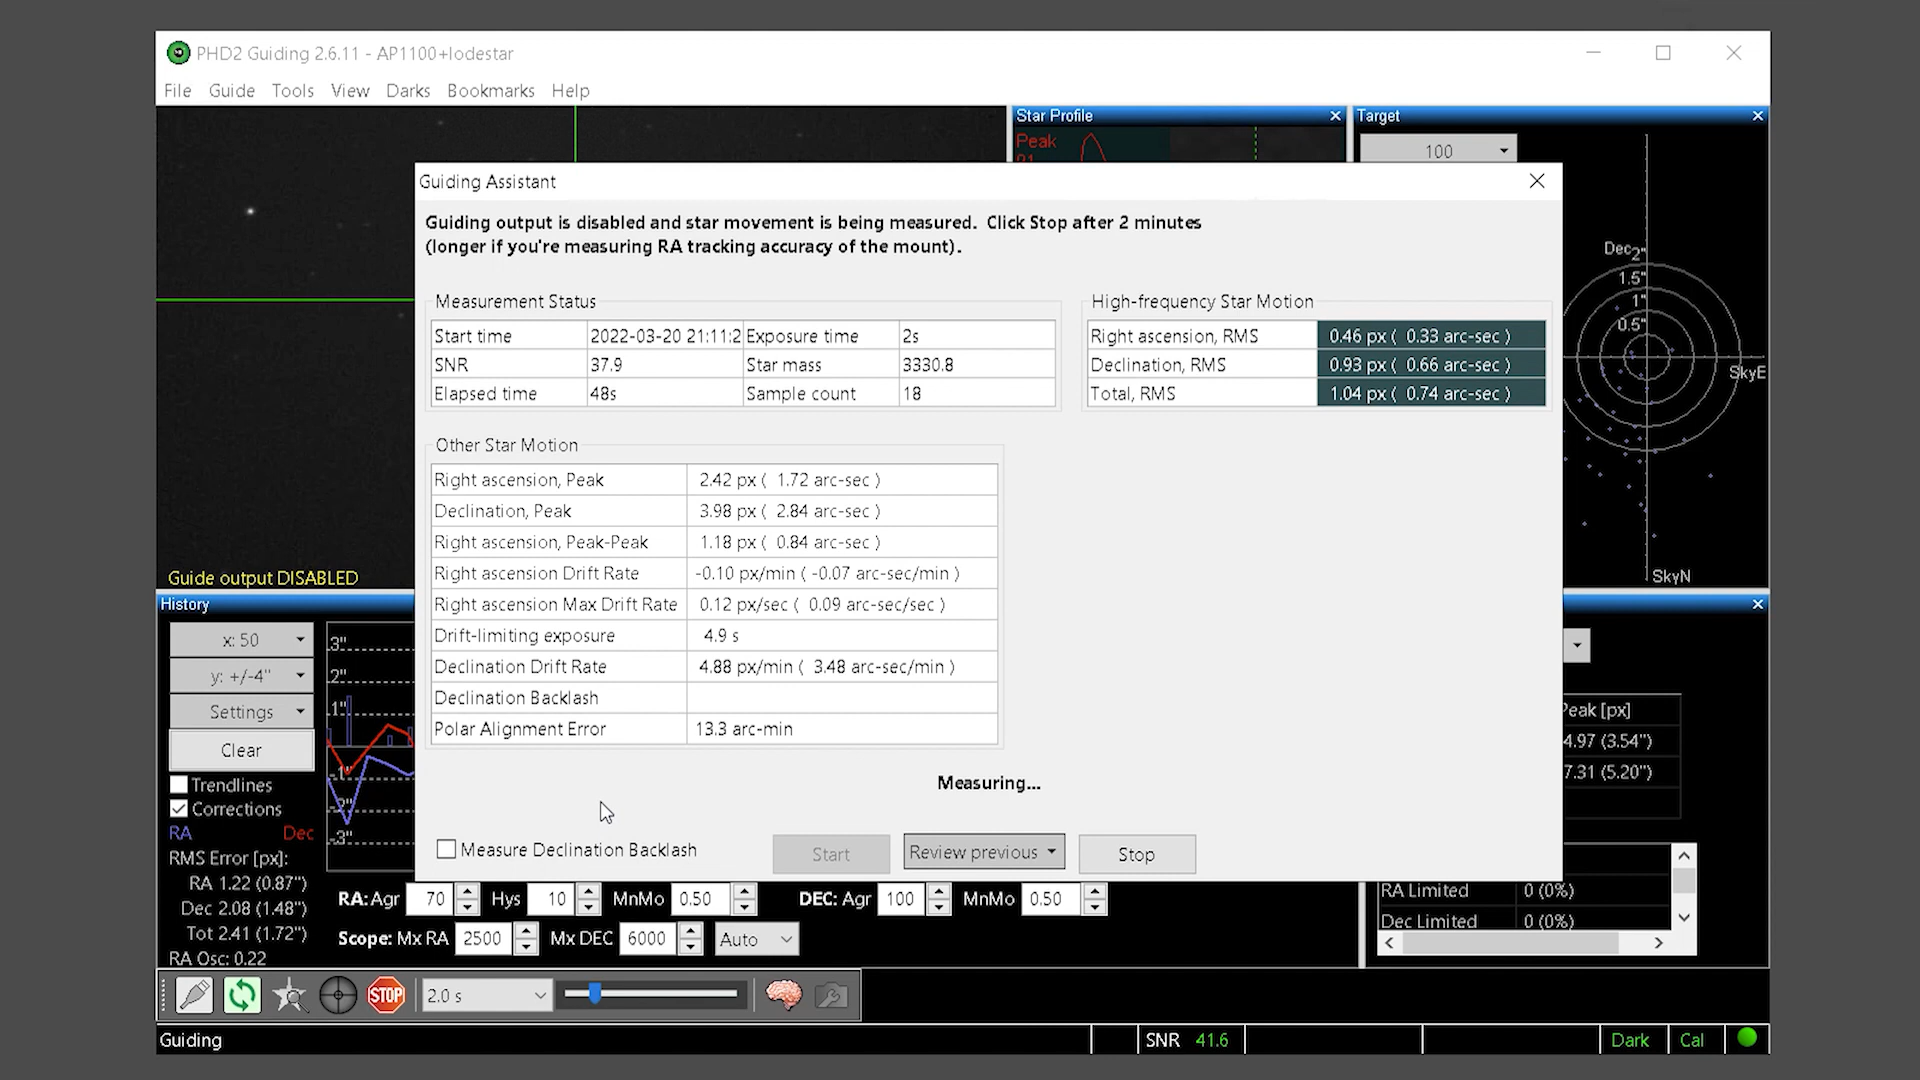 PHD2 Guiding 2.6.11 - AP1100+lodestar
File Guide Tools View Darks Bookmarks Help
Star Profile
Target
Peak
100
Guiding Assistant
Guiding output is disabled and star movement is being measured. Click Stop after 2 minutes
(longer if you're measuring RA tracking accuracy of the mount).
Measurement Status
Start time 2022-03-20 21:11:2 Exposure time 2s
SNR 37.9 Star mass 3330.8
Elapsed time 48s Sample count 18
High-frequency Star Motion
Right ascension, RMS 0.46 px ( 0.33 arc-sec )
Declination, RMS 0.93 px ( 0.66 arc-sec )
Total, RMS 1.04 px ( 0.74 arc-sec )
Dec
2"
1.5"
1"
0.5"
SkyE
SkyN
Other Star Motion
Right ascension, Peak 2.42 px ( 1.72 arc-sec )
Declination, Peak 3.98 px ( 2.84 arc-sec )
Right ascension, Peak-Peak 1.18 px ( 0.84 arc-sec )
Right ascension Drift Rate -0.10 px/min ( -0.07 arc-sec/min )
Right ascension Max Drift Rate 0.12 px/sec ( 0.09 arc-sec/sec )
Drift-limiting exposure 4.9 s
Declination Drift Rate 4.88 px/min ( 3.48 arc-sec/min )
Declination Backlash
Polar Alignment Error 13.3 arc-min
Measuring...
Measure Declination Backlash Start Review previous Stop
Guide output DISABLED
History
x: 50
y: +/-4"
Settings
Clear
Trendlines
Corrections
RA Dec
RMS Error [px]:
RA 1.22 (0.87")
Dec 2.08 (1.48")
Tot 2.41 (1.72")
RA Osc: 0.22
3"
2"
1"
-1"
-2"
-3"
Peak [px]
4.97 (3.54")
7.31 (5.20")
RA Limited 0 (0%)
Dec Limited 0 (0%)
RA: Agr 70 Hys 10 MnMo 0.50 DEC: Agr 100 MnMo 0.50
Scope: Mx RA 2500 Mx DEC 6000 Auto
STOP 2.0 s
Guiding SNR 41.6 Dark Cal